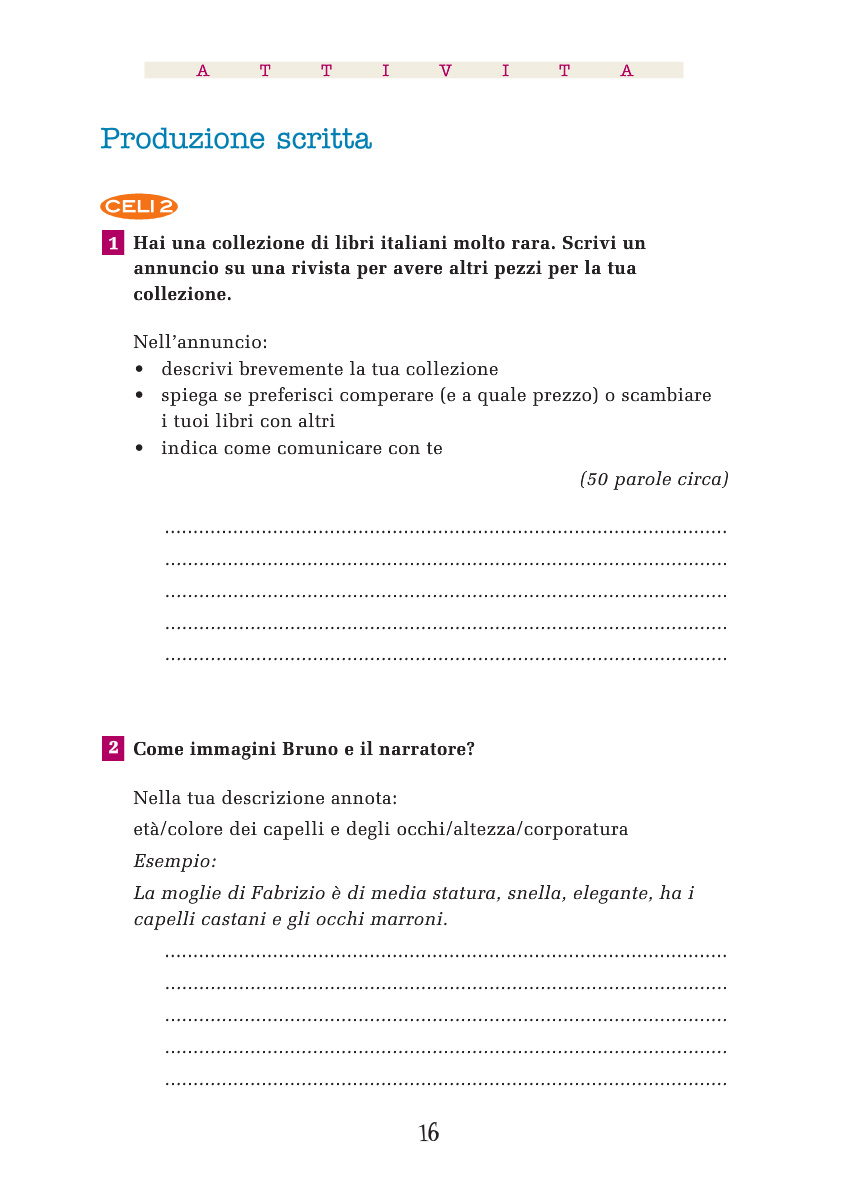 A T T I V I T A
Produzione scritta
CELI 2
1 Hai una collezione di libri italiani molto rara. Scrivi un
annuncio su una rivista per avere altri pezzi per la tua
collezione.
Nell’annuncio:
• descrivi brevemente la tua collezione
• spiega se preferisci comperare (e a quale prezzo) o scambiare
i tuoi libri con altri
• indica come comunicare con te
(50 parole circa)
...................................................................................................
...................................................................................................
...................................................................................................
...................................................................................................
...................................................................................................
2 Come immagini Bruno e il narratore?
Nella tua descrizione annota:
età/colore dei capelli e degli occhi/altezza/corporatura
Esempio:
La moglie di Fabrizio è di media statura, snella, elegante, ha i
capelli castani e gli occhi marroni.
...................................................................................................
...................................................................................................
...................................................................................................
...................................................................................................
...................................................................................................
16